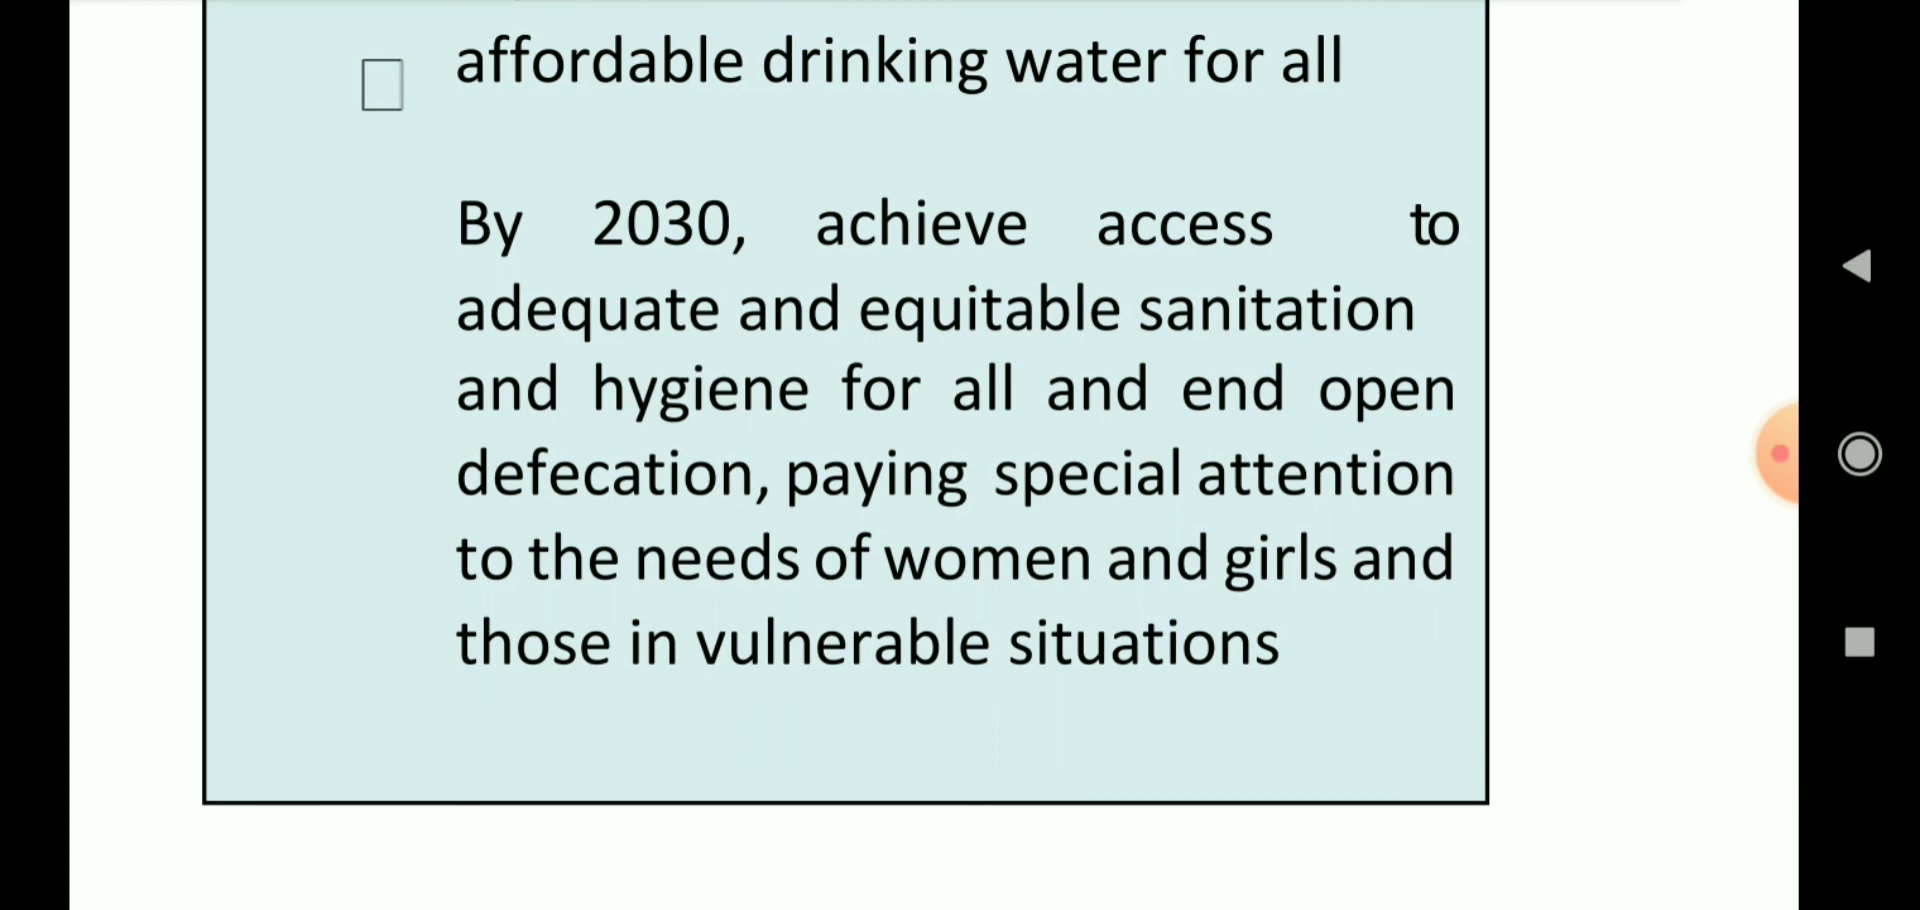 affordable drinking water for all
By 2030, achieve access to
adequate and equitable sanitation
and hygiene for all and end open
defecation, paying special attention
to the needs of women and girls and
those in vulnerable situations